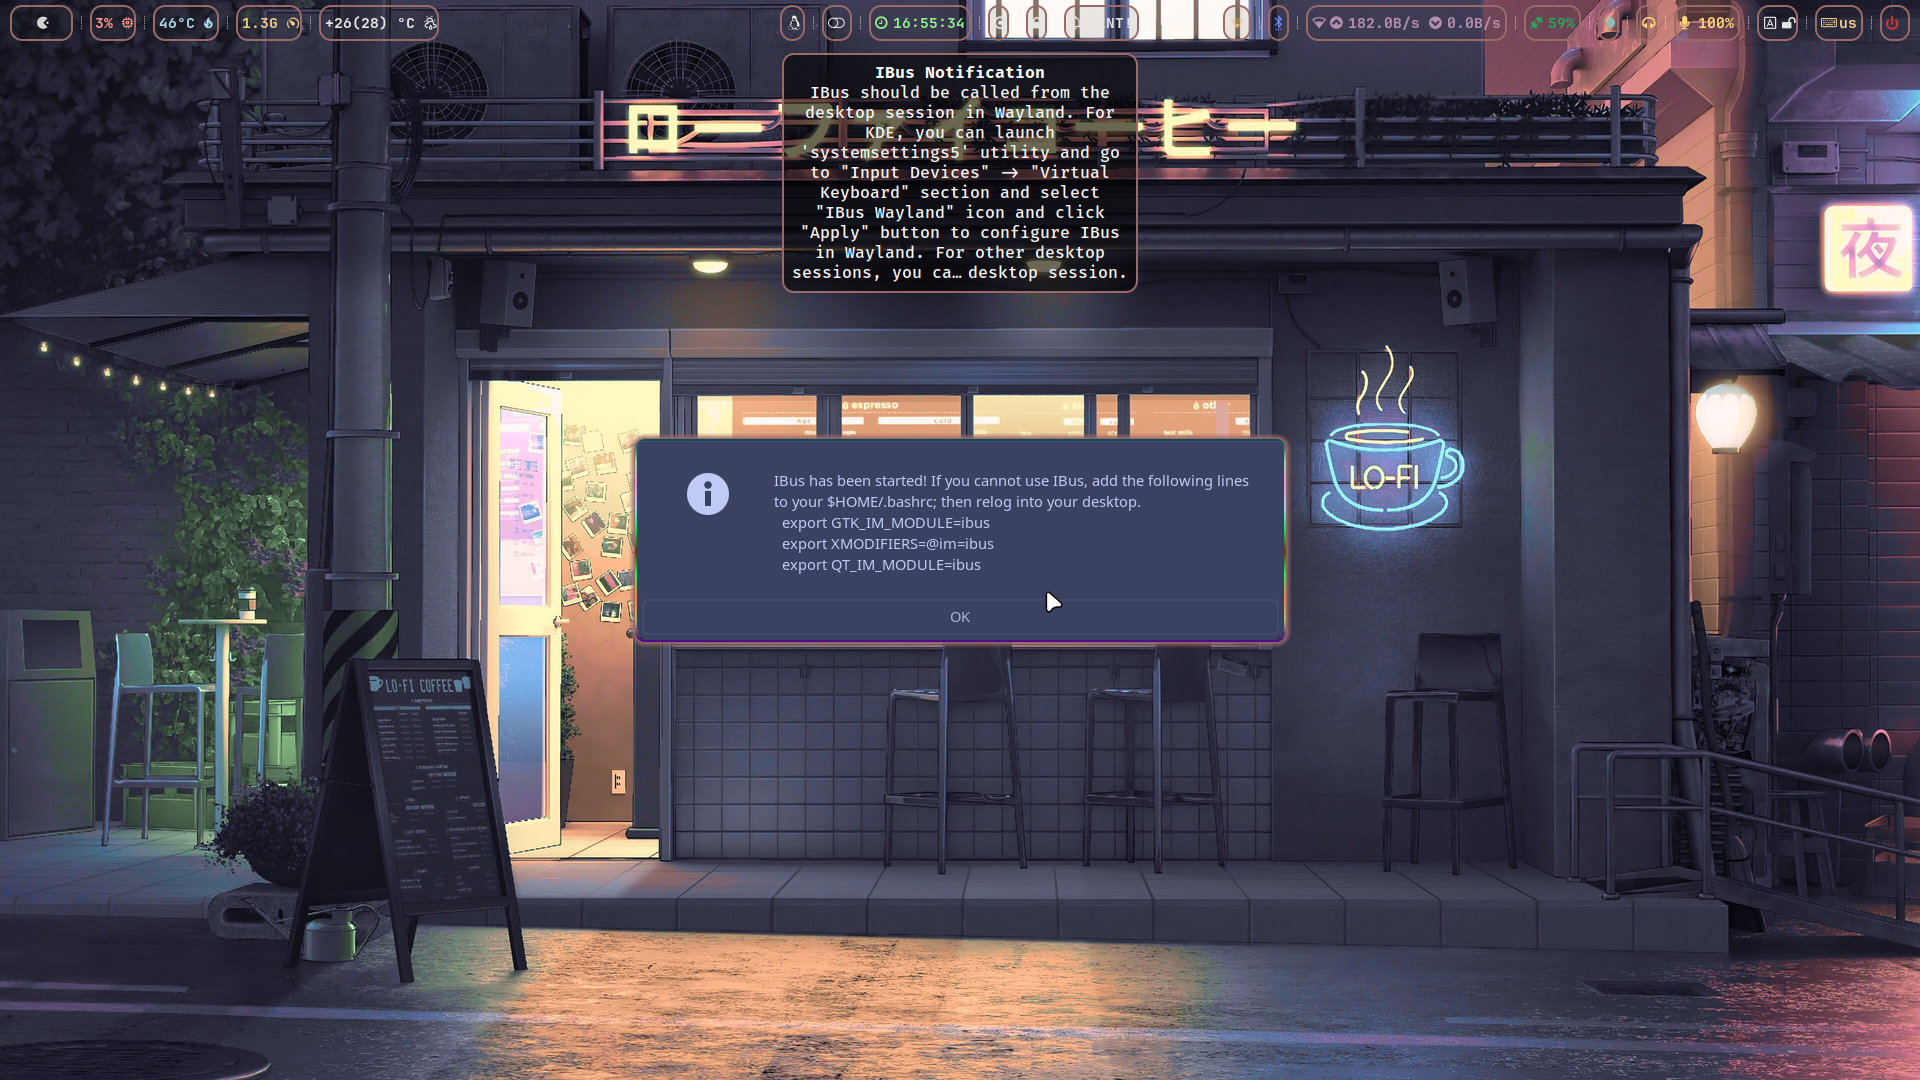 3%
46°C
1.3G
+26(28) °C
16:55:34
182.0B/s 0.0B/s
59%
100%
A
us
IBus Notification
IBus should be called from the
desktop session in Wayland. For
KDE, you can launch
'systemsettings5' utility and go
to "Input Devices" → "Virtual
Keyboard" section and select
"IBus Wayland" icon and click
"Apply" button to configure IBus
in Wayland. For other desktop
sessions, you ca… desktop session.
夜
espresso
cold
hot milk
LO-FI
IBus has been started! If you cannot use IBus, add the following lines
to your $HOME/.bashrc; then relog into your desktop.
export GTK_IM_MODULE=ibus
export XMODIFIERS=@im=ibus
export QT_IM_MODULE=ibus
OK
LO-FI COFFEE